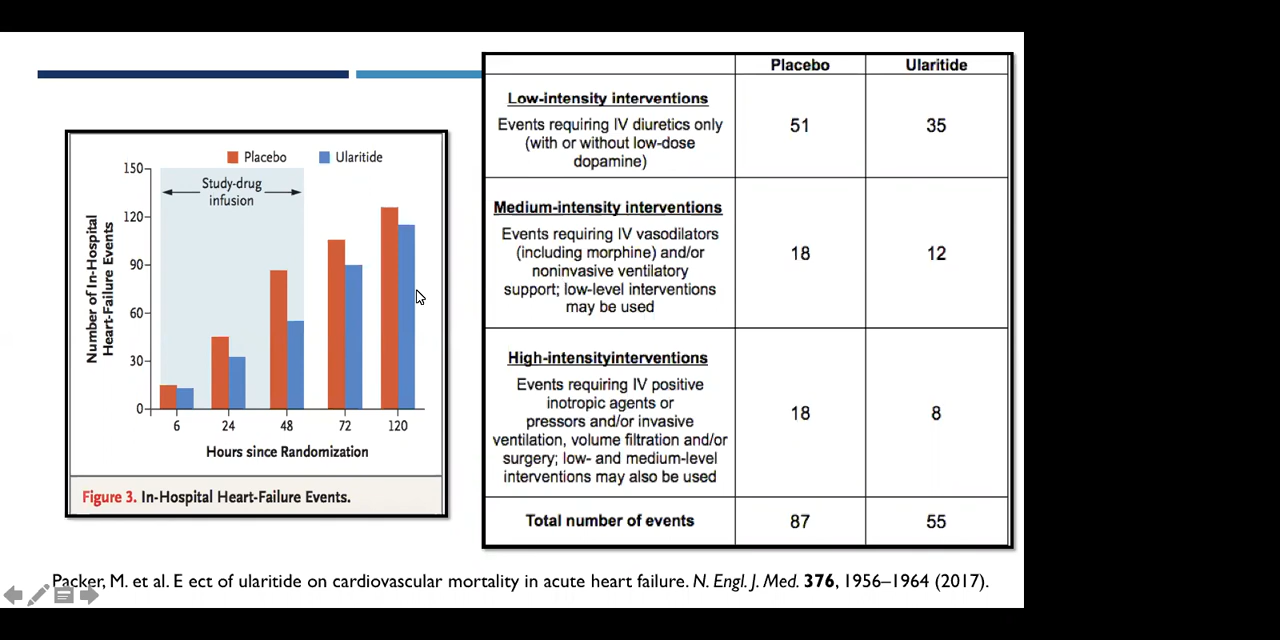 Placebo
Ularitide
Study-drug
infusion
150
120
90
60
30
0
Number of In-Hospital
Heart-Failure Events
6
24
48
72
120
Hours since Randomization
Figure 3. In-Hospital Heart-Failure Events.
Placebo
Ularitide
Low-intensity interventions
Events requiring IV diuretics only
(with or without low-dose
dopamine)
51
35
Medium-intensity interventions
Events requiring IV vasodilators
(including morphine) and/or
noninvasive ventilatory
support; low-level interventions
may be used
18
12
High-intensityinterventions
Events requiring IV positive
inotropic agents or
pressors and/or invasive
ventilation, volume filtration and/or
surgery; low- and medium-level
interventions may also be used
18
8
Total number of events
87
55
Packer, M. et al. E ect of ularitide on cardiovascular mortality in acute heart failure. N. Engl. J. Med. 376, 1956–1964 (2017).